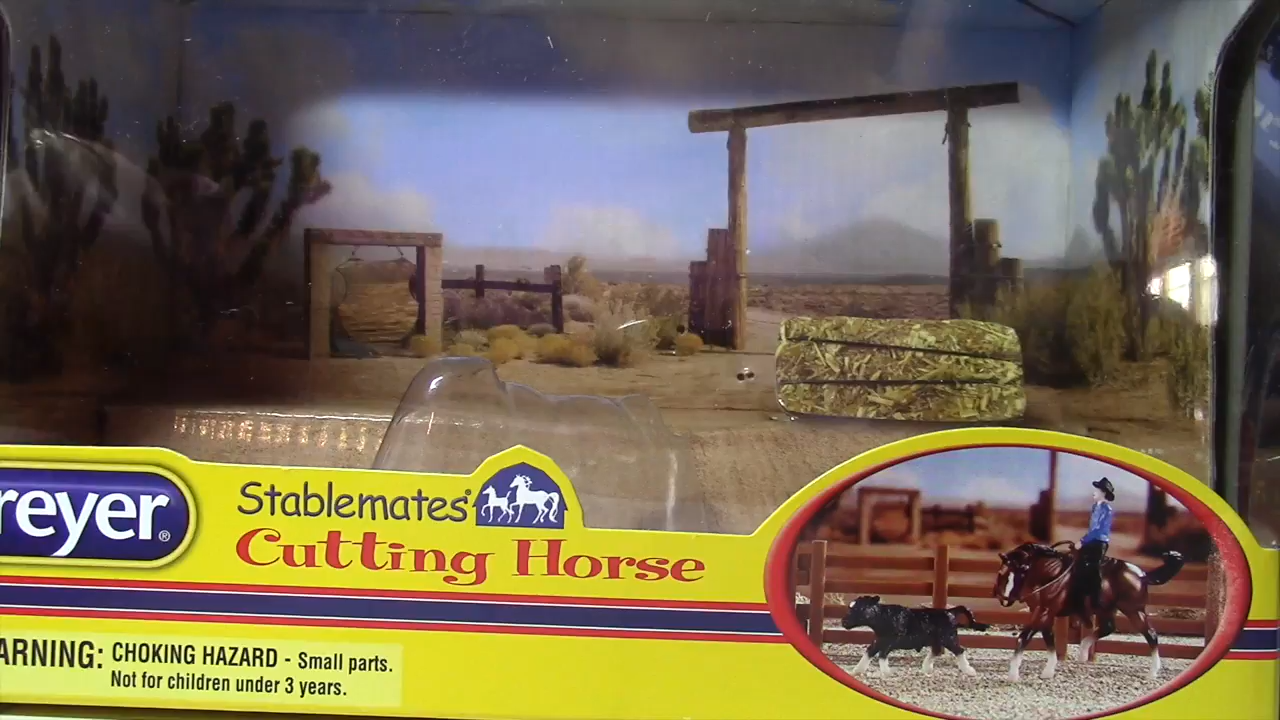 reyer®
Stablemates®
Cutting Horse
ARNING: CHOKING HAZARD - Small parts.
Not for children under 3 years.